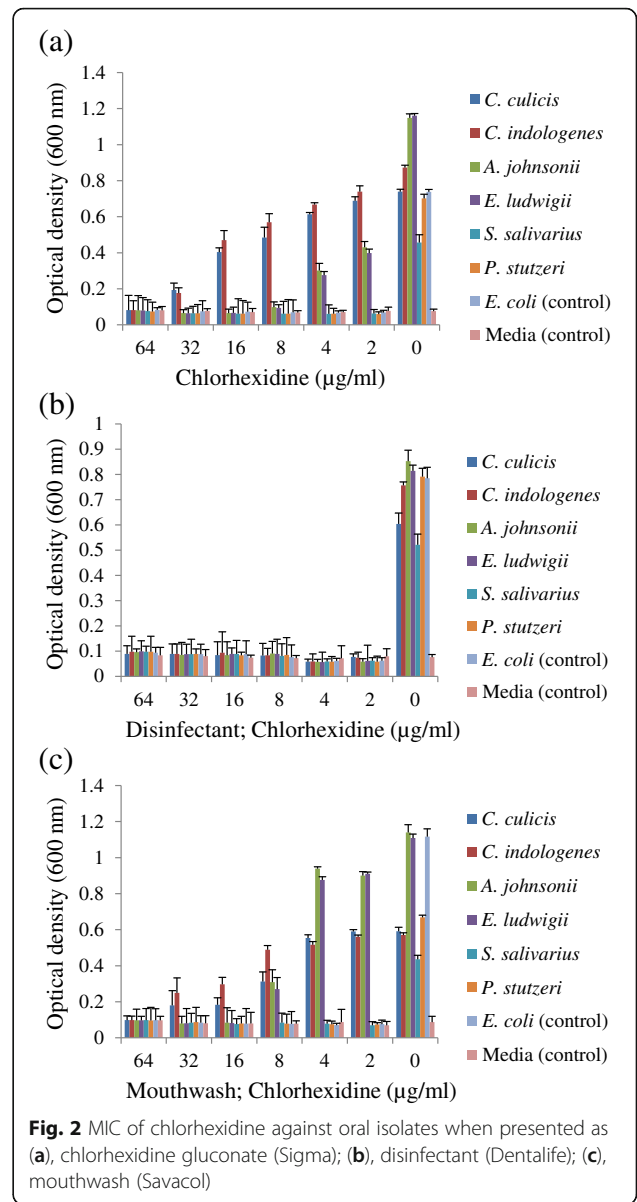 (a)
Optical density (600 nm)
1.4
1.2
1
0.8
0.6
0.4
0.2
0
64 32 16 8 4 2 0
Chlorhexidine (µg/ml)
C. culicis
C. indologenes
A. johnsonii
E. ludwigii
S. salivarius
P. stutzeri
E. coli (control)
Media (control)
(b)
Optical density (600 nm)
1
0.9
0.8
0.7
0.6
0.5
0.4
0.3
0.2
0.1
0
64 32 16 8 4 2 0
Disinfectant; Chlorhexidine (µg/ml)
C. culicis
C. indologenes
A. johnsonii
E. ludwigii
S. salivarius
P. stutzeri
E. coli (control)
Media (control)
(c)
Optical density (600 nm)
1.4
1.2
1
0.8
0.6
0.4
0.2
0
64 32 16 8 4 2 0
Mouthwash; Chlorhexidine (µg/ml)
C. culicis
C. indologenes
A. johnsonii
E. ludwigii
S. salivarius
P. stutzeri
E. coli (control)
Media (control)
Fig. 2 MIC of chlorhexidine against oral isolates when presented as
(a), chlorhexidine gluconate (Sigma); (b), disinfectant (Dentalife); (c),
mouthwash (Savacol)